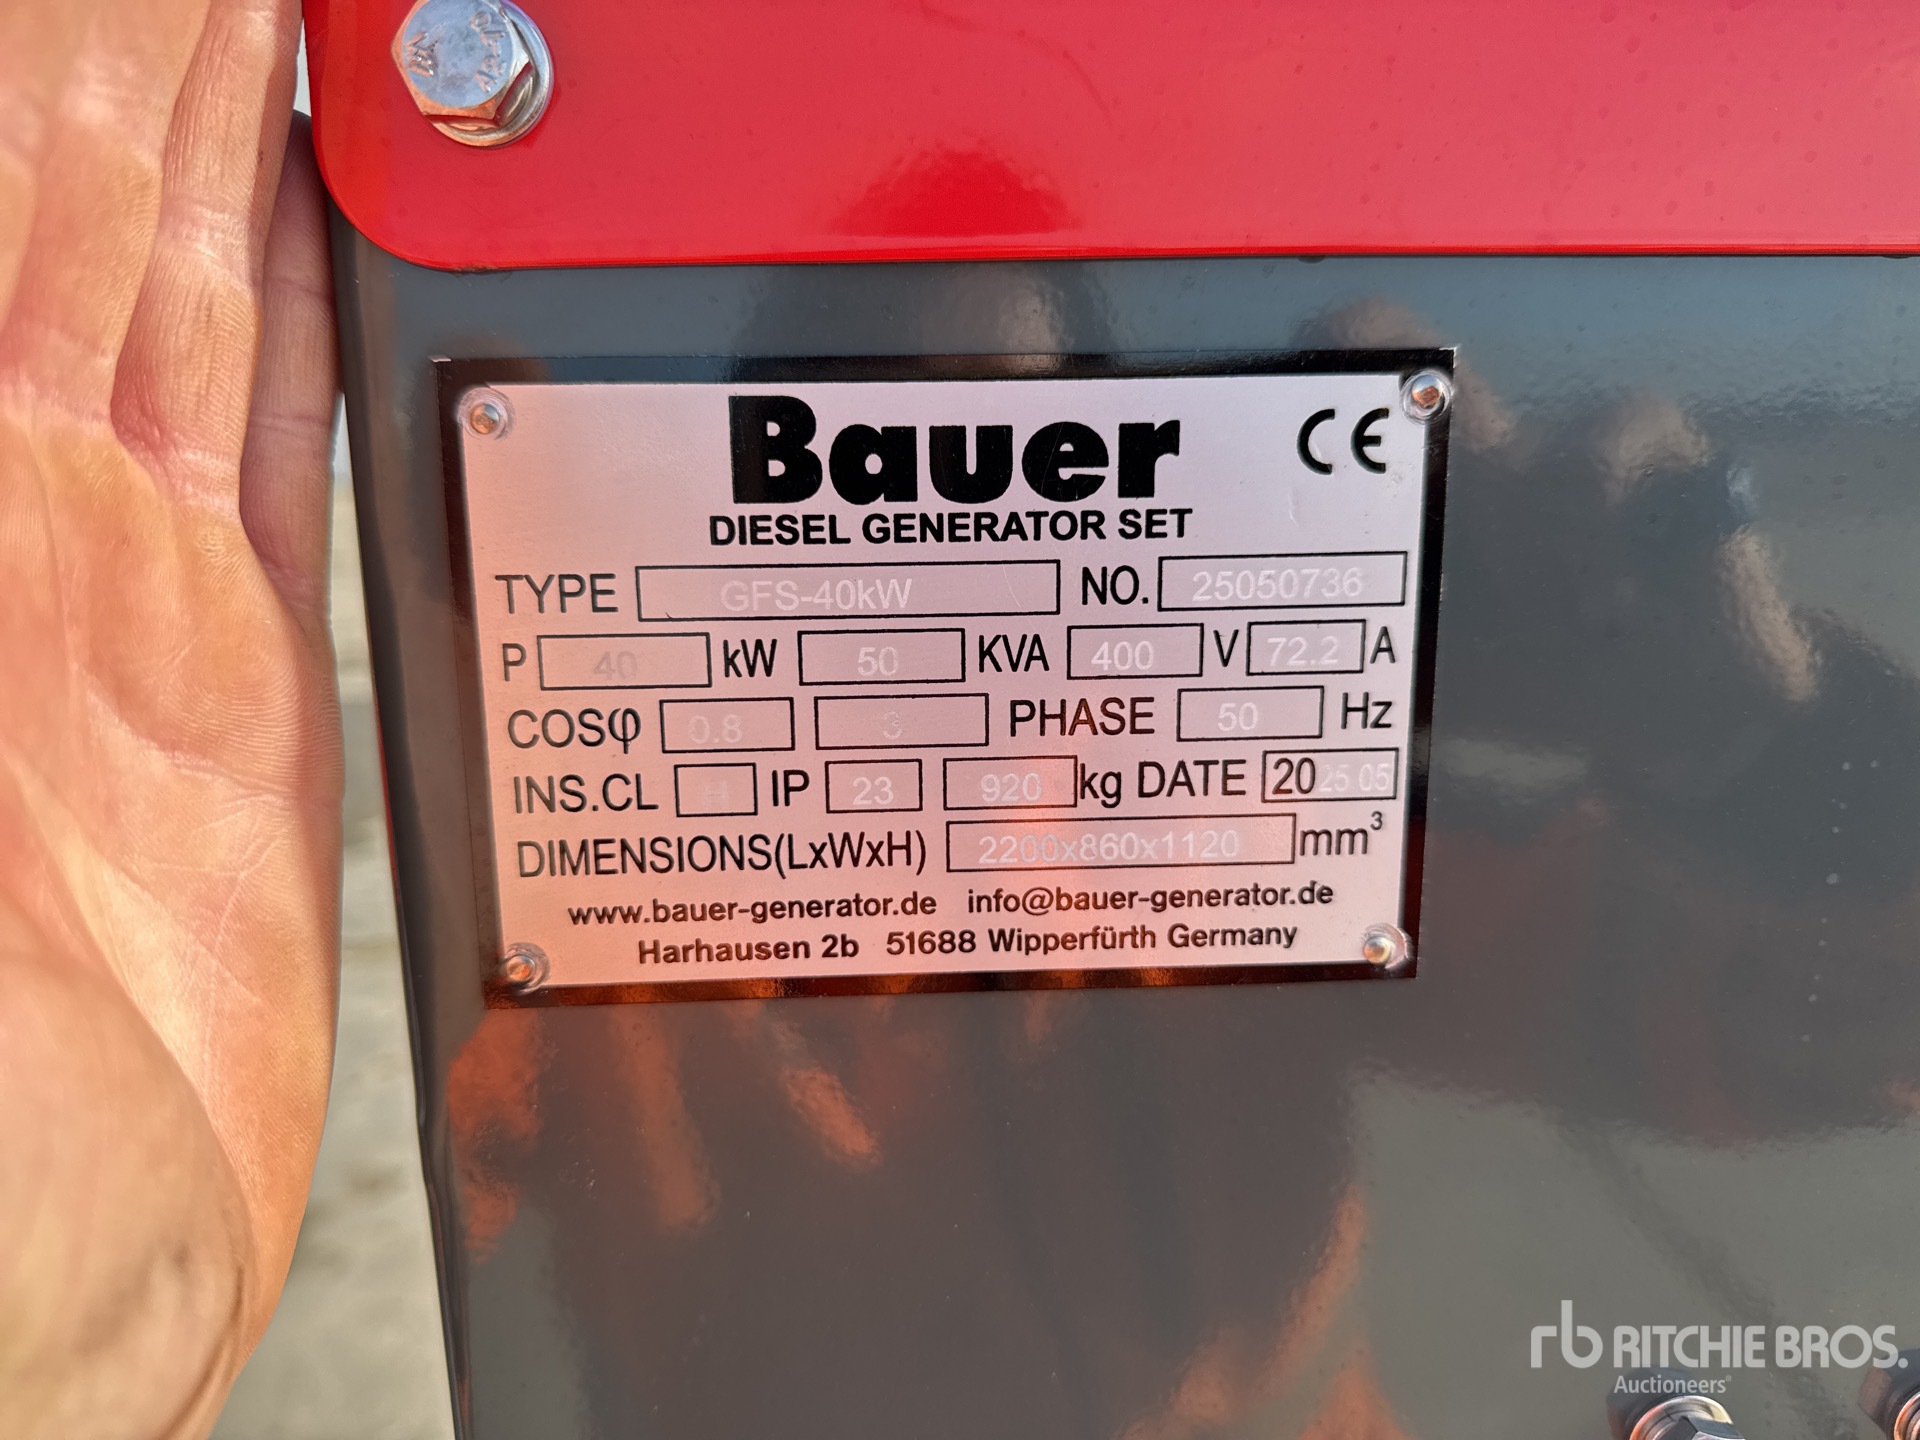 Bauer CE
DIESEL GENERATOR SET
TYPE GFS-40kW NO. 25050736
P 40 kW 50 KVA 400 V 72.2 A
COSφ 0.8 3 PHASE 50 Hz
INS.CL H IP 23 920 kg DATE 2025 05
DIMENSIONS(LxWxH) 2200x860x1120 mm³
www.bauer-generator.de info@bauer-generator.de
Harhausen 2b 51688 Wipperfürth Germany
rb RITCHIE BROS.
Auctioneers